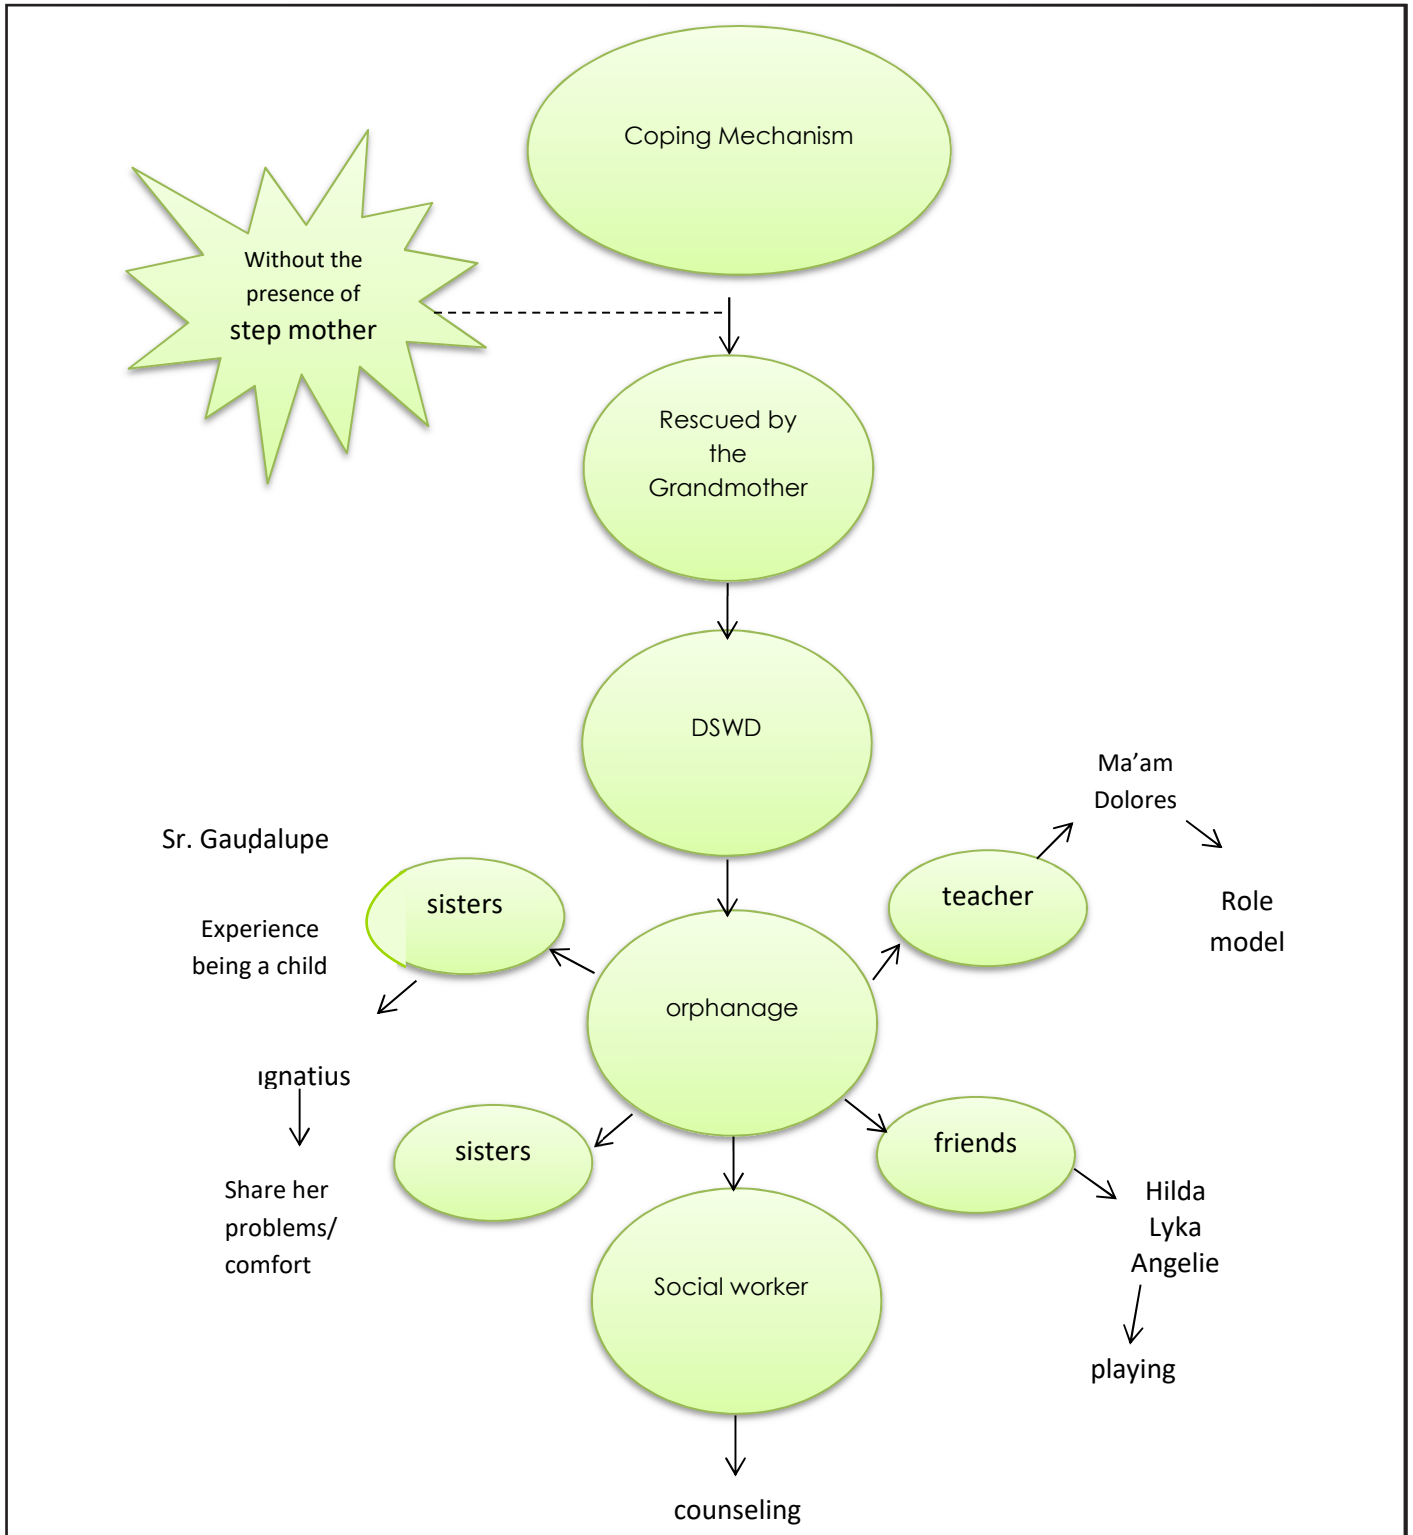 Coping Mechanism
Without the
presence of
step mother
Rescued by
the
Grandmother
DSWD
Ma'am
Dolores
Sr. Gaudalupe
sisters
teacher
Role
model
Experience
being a child
orphanage
ıgnatius
sisters
friends
Share her
problems/
comfort
Hilda
Lyka
Angelie
Social worker
playing
counseling